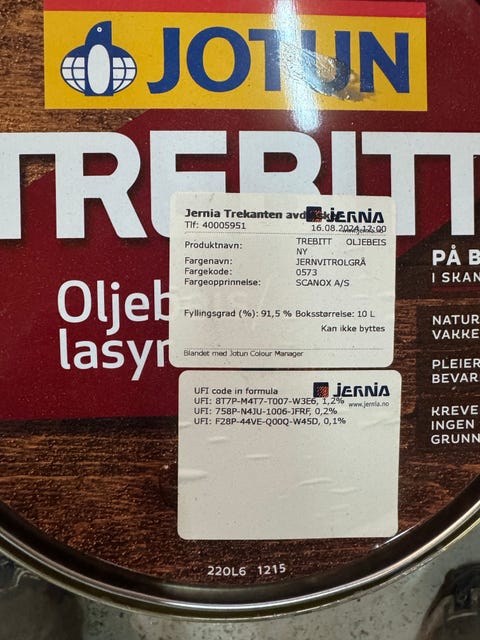 JOTUN
TREBITT
Jernia Trekanten avd
JERNIA
Tlf: 40005951
16.08.2024 12:00
Produktnavn: TREBITT OLJEBEIS
NY
Fargenavn: JERNVITROLGRÅ
Fargekode: 0573
Fargeopprinnelse: SCANOX A/S
Fyllingsgrad (%): 91,5 % Boksstørrelse: 10 L
Kan ikke byttes
Blandet med Jotun Colour Manager
Oljeb
lasyr
PÅ B
I SKAN
NATUR
VAKKE
PLEIER
BEVAR
KREVE
INGEN
GRUNN
UFI code in formula
JERNIA
www.jernia.no
UFI: 8T7P-M4T7-T007-W3E6, 1,2%
UFI: 758P-N4JU-1006-JFRF, 0,2%
UFI: F28P-44VE-Q00Q-W45D, 0,1%
220L6 1215